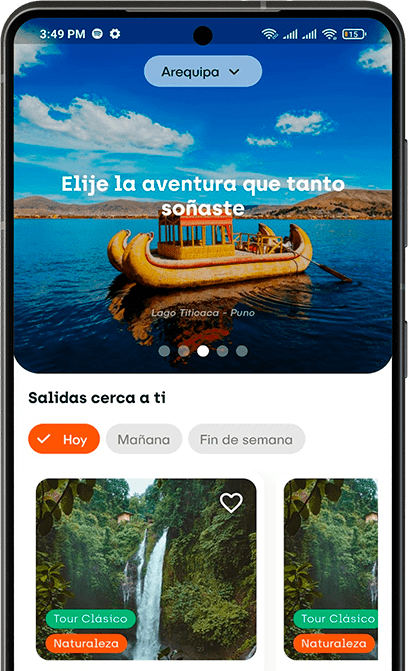 3:49 PM
15
Arequipa
Elije la aventura que tanto
soñaste
Lago Titicaca - Puno
Salidas cerca a ti
Hoy
Mañana
Fin de semana
Tour Clásico
Naturaleza
Tour Clásico
Naturaleza